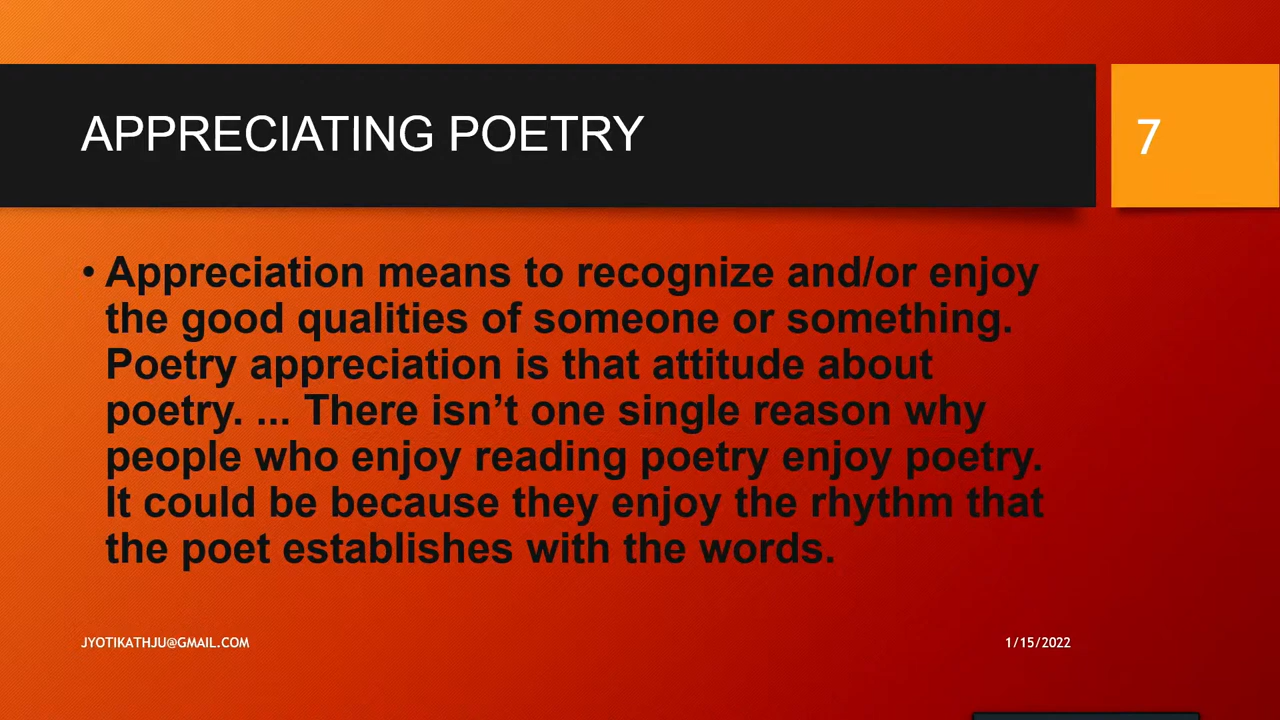 APPRECIATING POETRY
7
• Appreciation means to recognize and/or enjoy
the good qualities of someone or something.
Poetry appreciation is that attitude about
poetry. ... There isn’t one single reason why
people who enjoy reading poetry enjoy poetry.
It could be because they enjoy the rhythm that
the poet establishes with the words.
JYOTIKATHJU@GMAIL.COM
1/15/2022